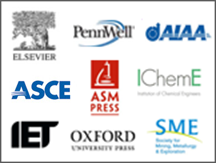 ELSEVIER
PennWell
AIAA
ASCE
ASM
PRESS
IChemE
Institution of Chemical Engineers
IET
OXFORD
UNIVERSITY PRESS
SME
Society for
Mining, Metallurgy
& Exploration